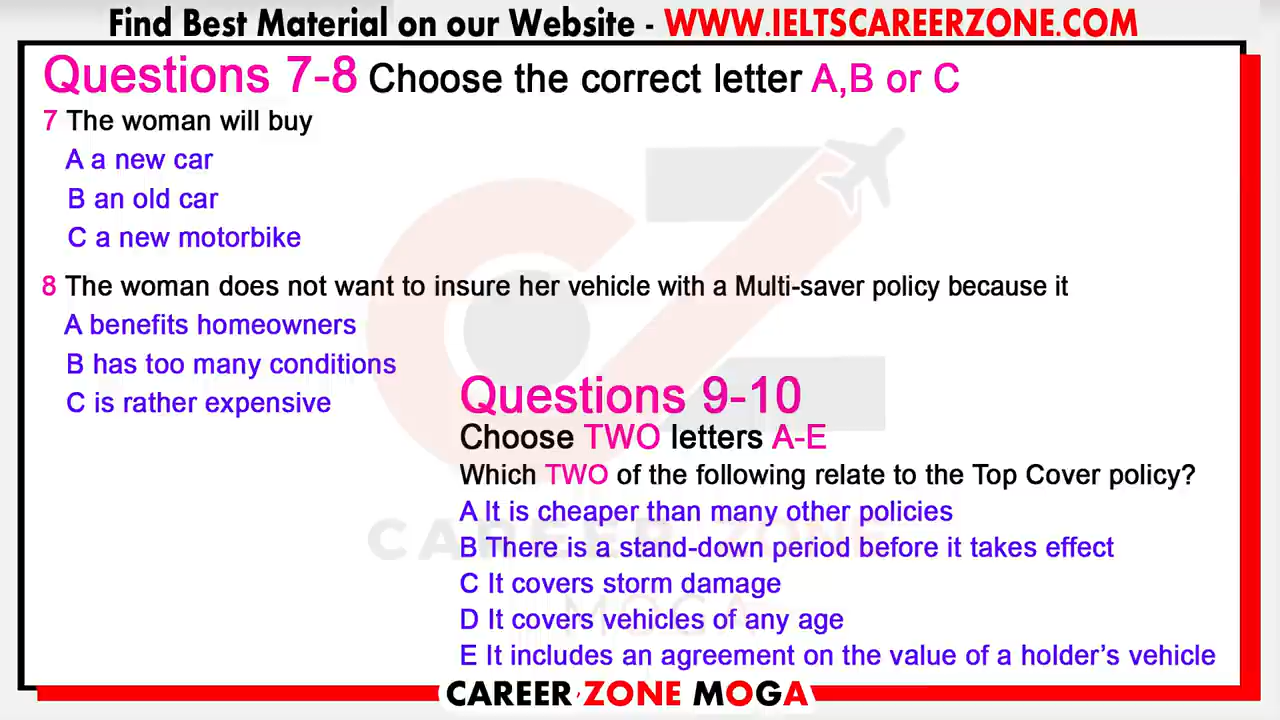 Find Best Material on our Website - WWW.IELTSCAREERZONE.COM
Questions 7-8 Choose the correct letter A,B or C
7 The woman will buy
A a new car
B an old car
C a new motorbike
8 The woman does not want to insure her vehicle with a Multi-saver policy because it
A benefits homeowners
B has too many conditions
C is rather expensive
Questions 9-10
Choose TWO letters A-E
Which TWO of the following relate to the Top Cover policy?
A It is cheaper than many other policies
B There is a stand-down period before it takes effect
C It covers storm damage
D It covers vehicles of any age
E It includes an agreement on the value of a holder's vehicle
CAREER ZONE
MOGA
CAREER ZONE MOGA